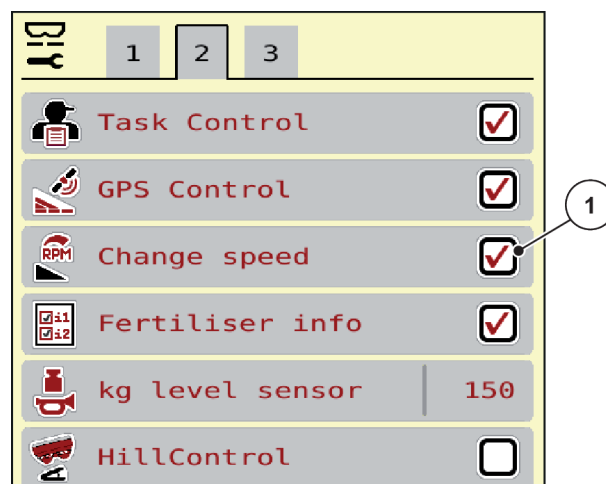 1 2 3
Task Control
GPS Control
1
RPM
Change speed
i1
i2
Fertiliser info
kg level sensor 150
HillControl